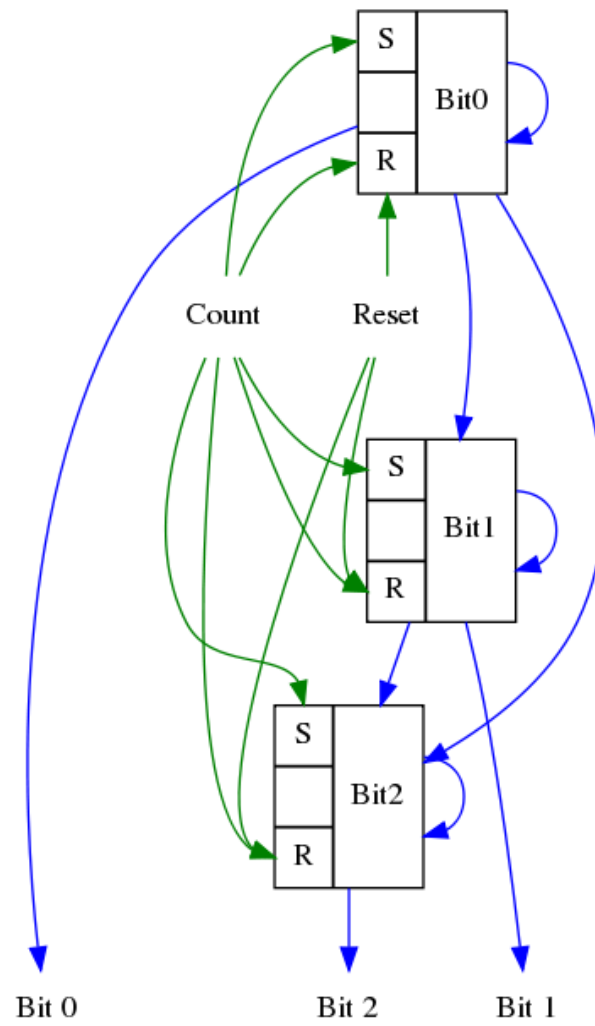 S
Bit0
R
Count
Reset
S
Bit1
R
S
Bit2
R
Bit 0
Bit 2
Bit 1